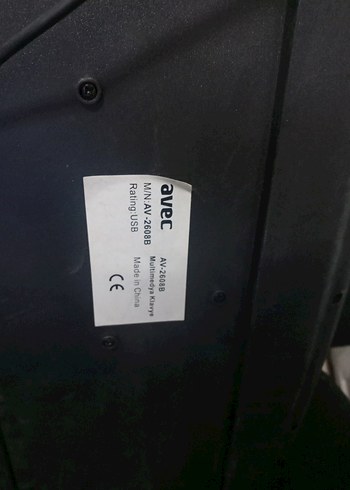 avec
M/N:AV-2608B
Rating:USB
AV-2608B
Multimedya Klavye
Made in China
CE